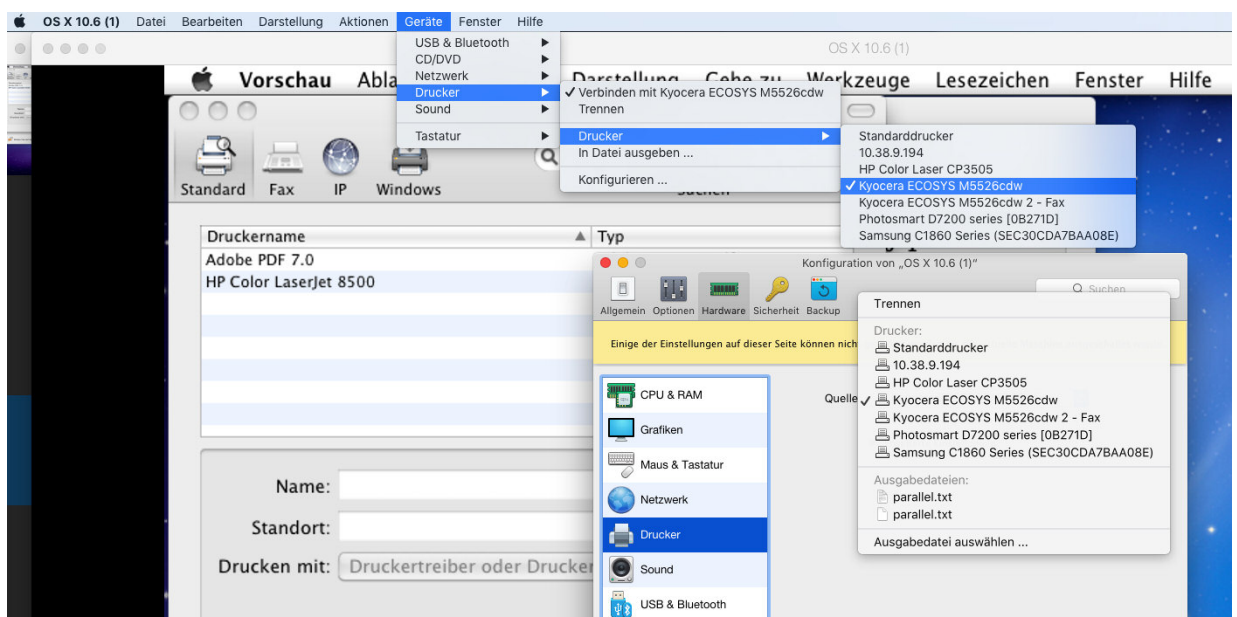 OS X 10.6 (1) Datei Bearbeiten Darstellung Aktionen Geräte Fenster Hilfe
OS X 10.6 (1)
USB & Bluetooth
CD/DVD
Netzwerk
Drucker
Sound
Tastatur
Verbinden mit Kyocera ECOSYS M5526cdw
Trennen
Drucker
In Datei ausgeben ...
Konfigurieren ...
Standarddrucker
10.38.9.194
HP Color Laser CP3505
Kyocera ECOSYS M5526cdw
Kyocera ECOSYS M5526cdw 2 - Fax
Photosmart D7200 series [0B271D]
Samsung C1860 Series (SEC30CDA7BAA08E)
Vorschau Abla Darstellung Gehe zu Werkzeuge Lesezeichen Fenster Hilfe
Standard Fax IP Windows
Druckername Typ
Adobe PDF 7.0
HP Color LaserJet 8500
Name:
Standort:
Drucken mit: Druckertreiber oder Drucker
Konfiguration von „OS X 10.6 (1)“
Allgemein Optionen Hardware Sicherheit Backup
Suchen
Einige der Einstellungen auf dieser Seite können nich
CPU & RAM
Grafiken
Maus & Tastatur
Netzwerk
Drucker
Sound
USB & Bluetooth
Quelle
Trennen
Drucker:
Standarddrucker
10.38.9.194
HP Color Laser CP3505
Kyocera ECOSYS M5526cdw
Kyocera ECOSYS M5526cdw 2 - Fax
Photosmart D7200 series [0B271D]
Samsung C1860 Series (SEC30CDA7BAA08E)
Ausgabedateien:
parallel.txt
parallel.txt
Ausgabedatei auswählen ...